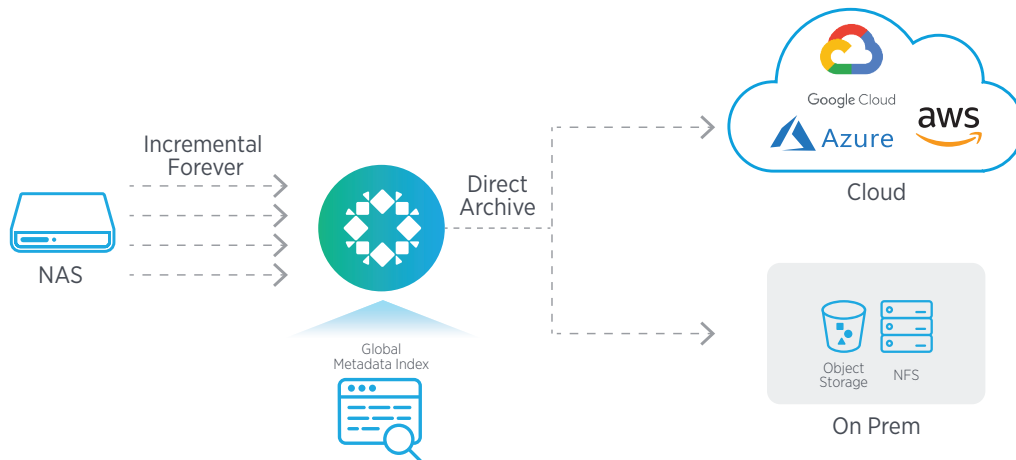 Incremental
Forever
NAS
Direct
Archive
Global
Metadata Index
Google Cloud
Azure
aws
Cloud
Object
Storage
NFS
On Prem